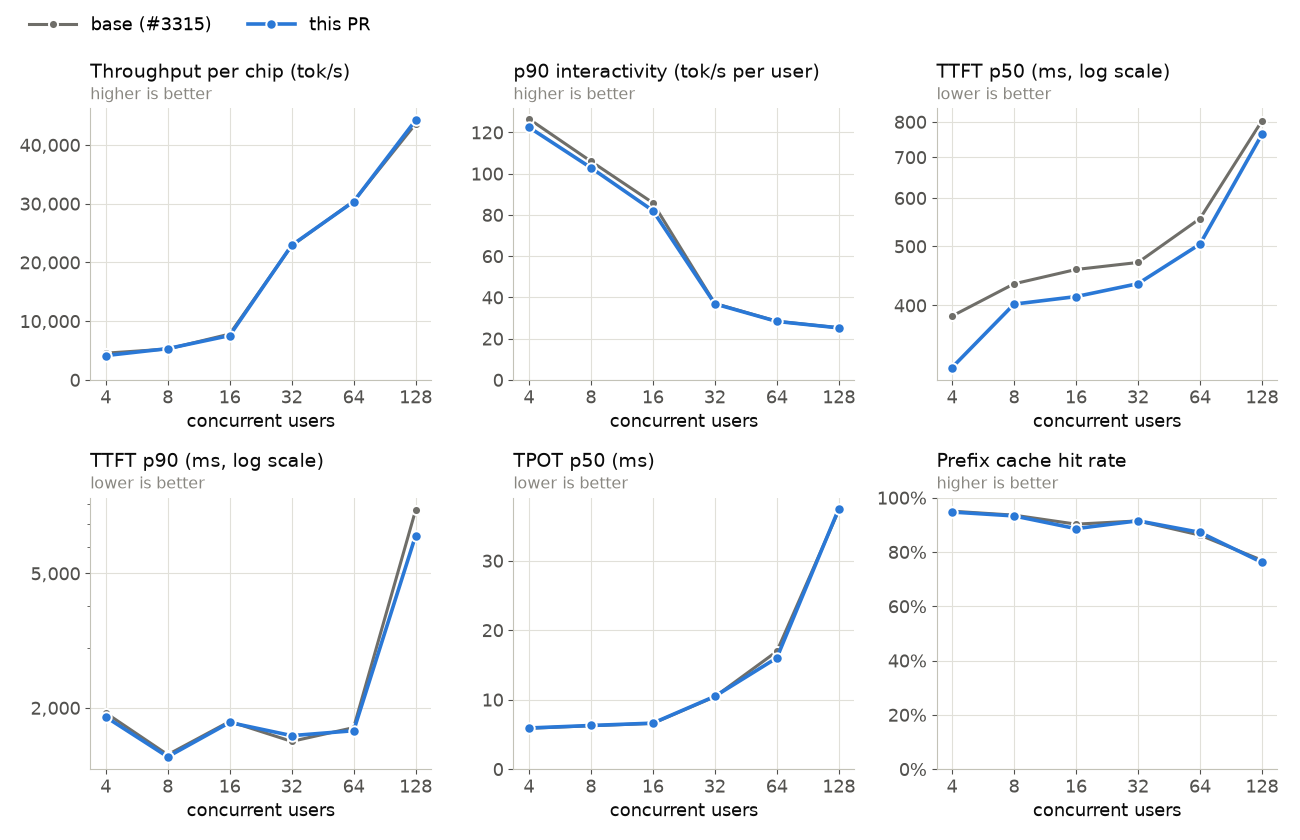 base (#3315)
this PR
Throughput per chip (tok/s)
higher is better
40,000
30,000
20,000
10,000
0
4 8 16 32 64 128
concurrent users
p90 interactivity (tok/s per user)
higher is better
120
100
80
60
40
20
0
4 8 16 32 64 128
concurrent users
TTFT p50 (ms, log scale)
lower is better
800
700
600
500
400
4 8 16 32 64 128
concurrent users
TTFT p90 (ms, log scale)
lower is better
5,000
2,000
4 8 16 32 64 128
concurrent users
TPOT p50 (ms)
lower is better
30
20
10
0
4 8 16 32 64 128
concurrent users
Prefix cache hit rate
higher is better
100%
80%
60%
40%
20%
0%
4 8 16 32 64 128
concurrent users